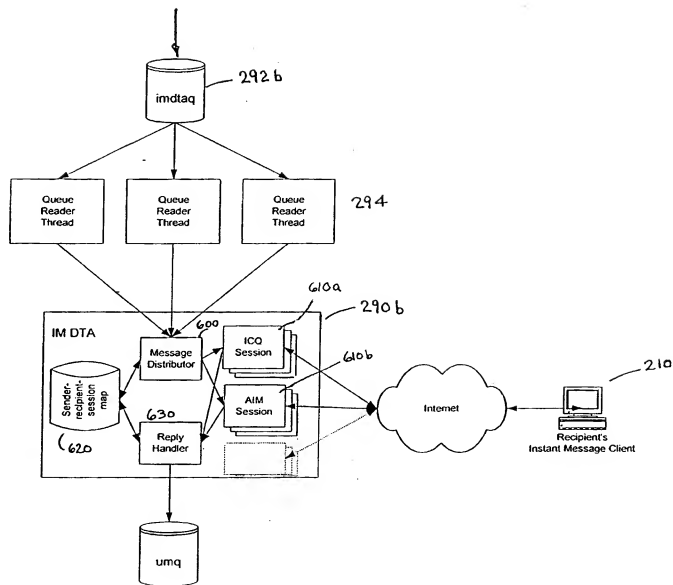 292b
imdtaq
Queue
Reader
Thread
Queue
Reader
Thread
Queue
Reader
Thread
294
610a
290b
IM DTA
600
Message
Distributor
ICQ
Session
610b
Sender-
recipient-
session
map
620
630
Reply
Handler
AIM
Session
Internet
210
Recipient's
Instant Message Client
umq